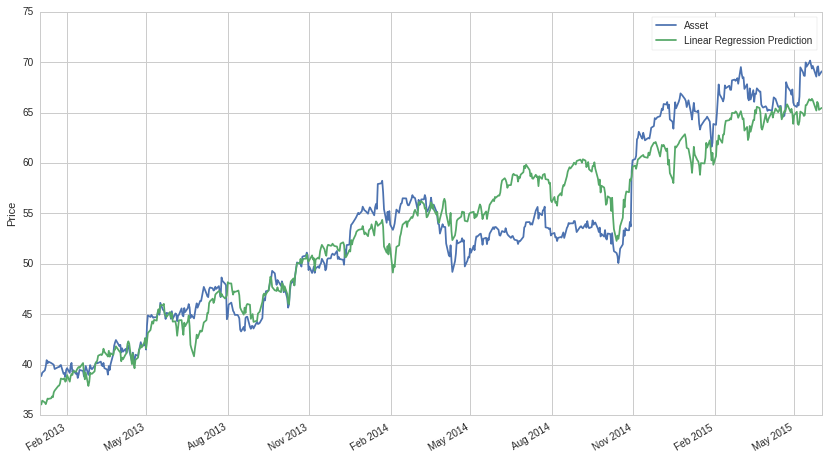 75
70
65
60
55
50
45
40
35
Price
Asset
Linear Regression Prediction
Feb 2013
May 2013
Aug 2013
Nov 2013
Feb 2014
May 2014
Aug 2014
Nov 2014
Feb 2015
May 2015